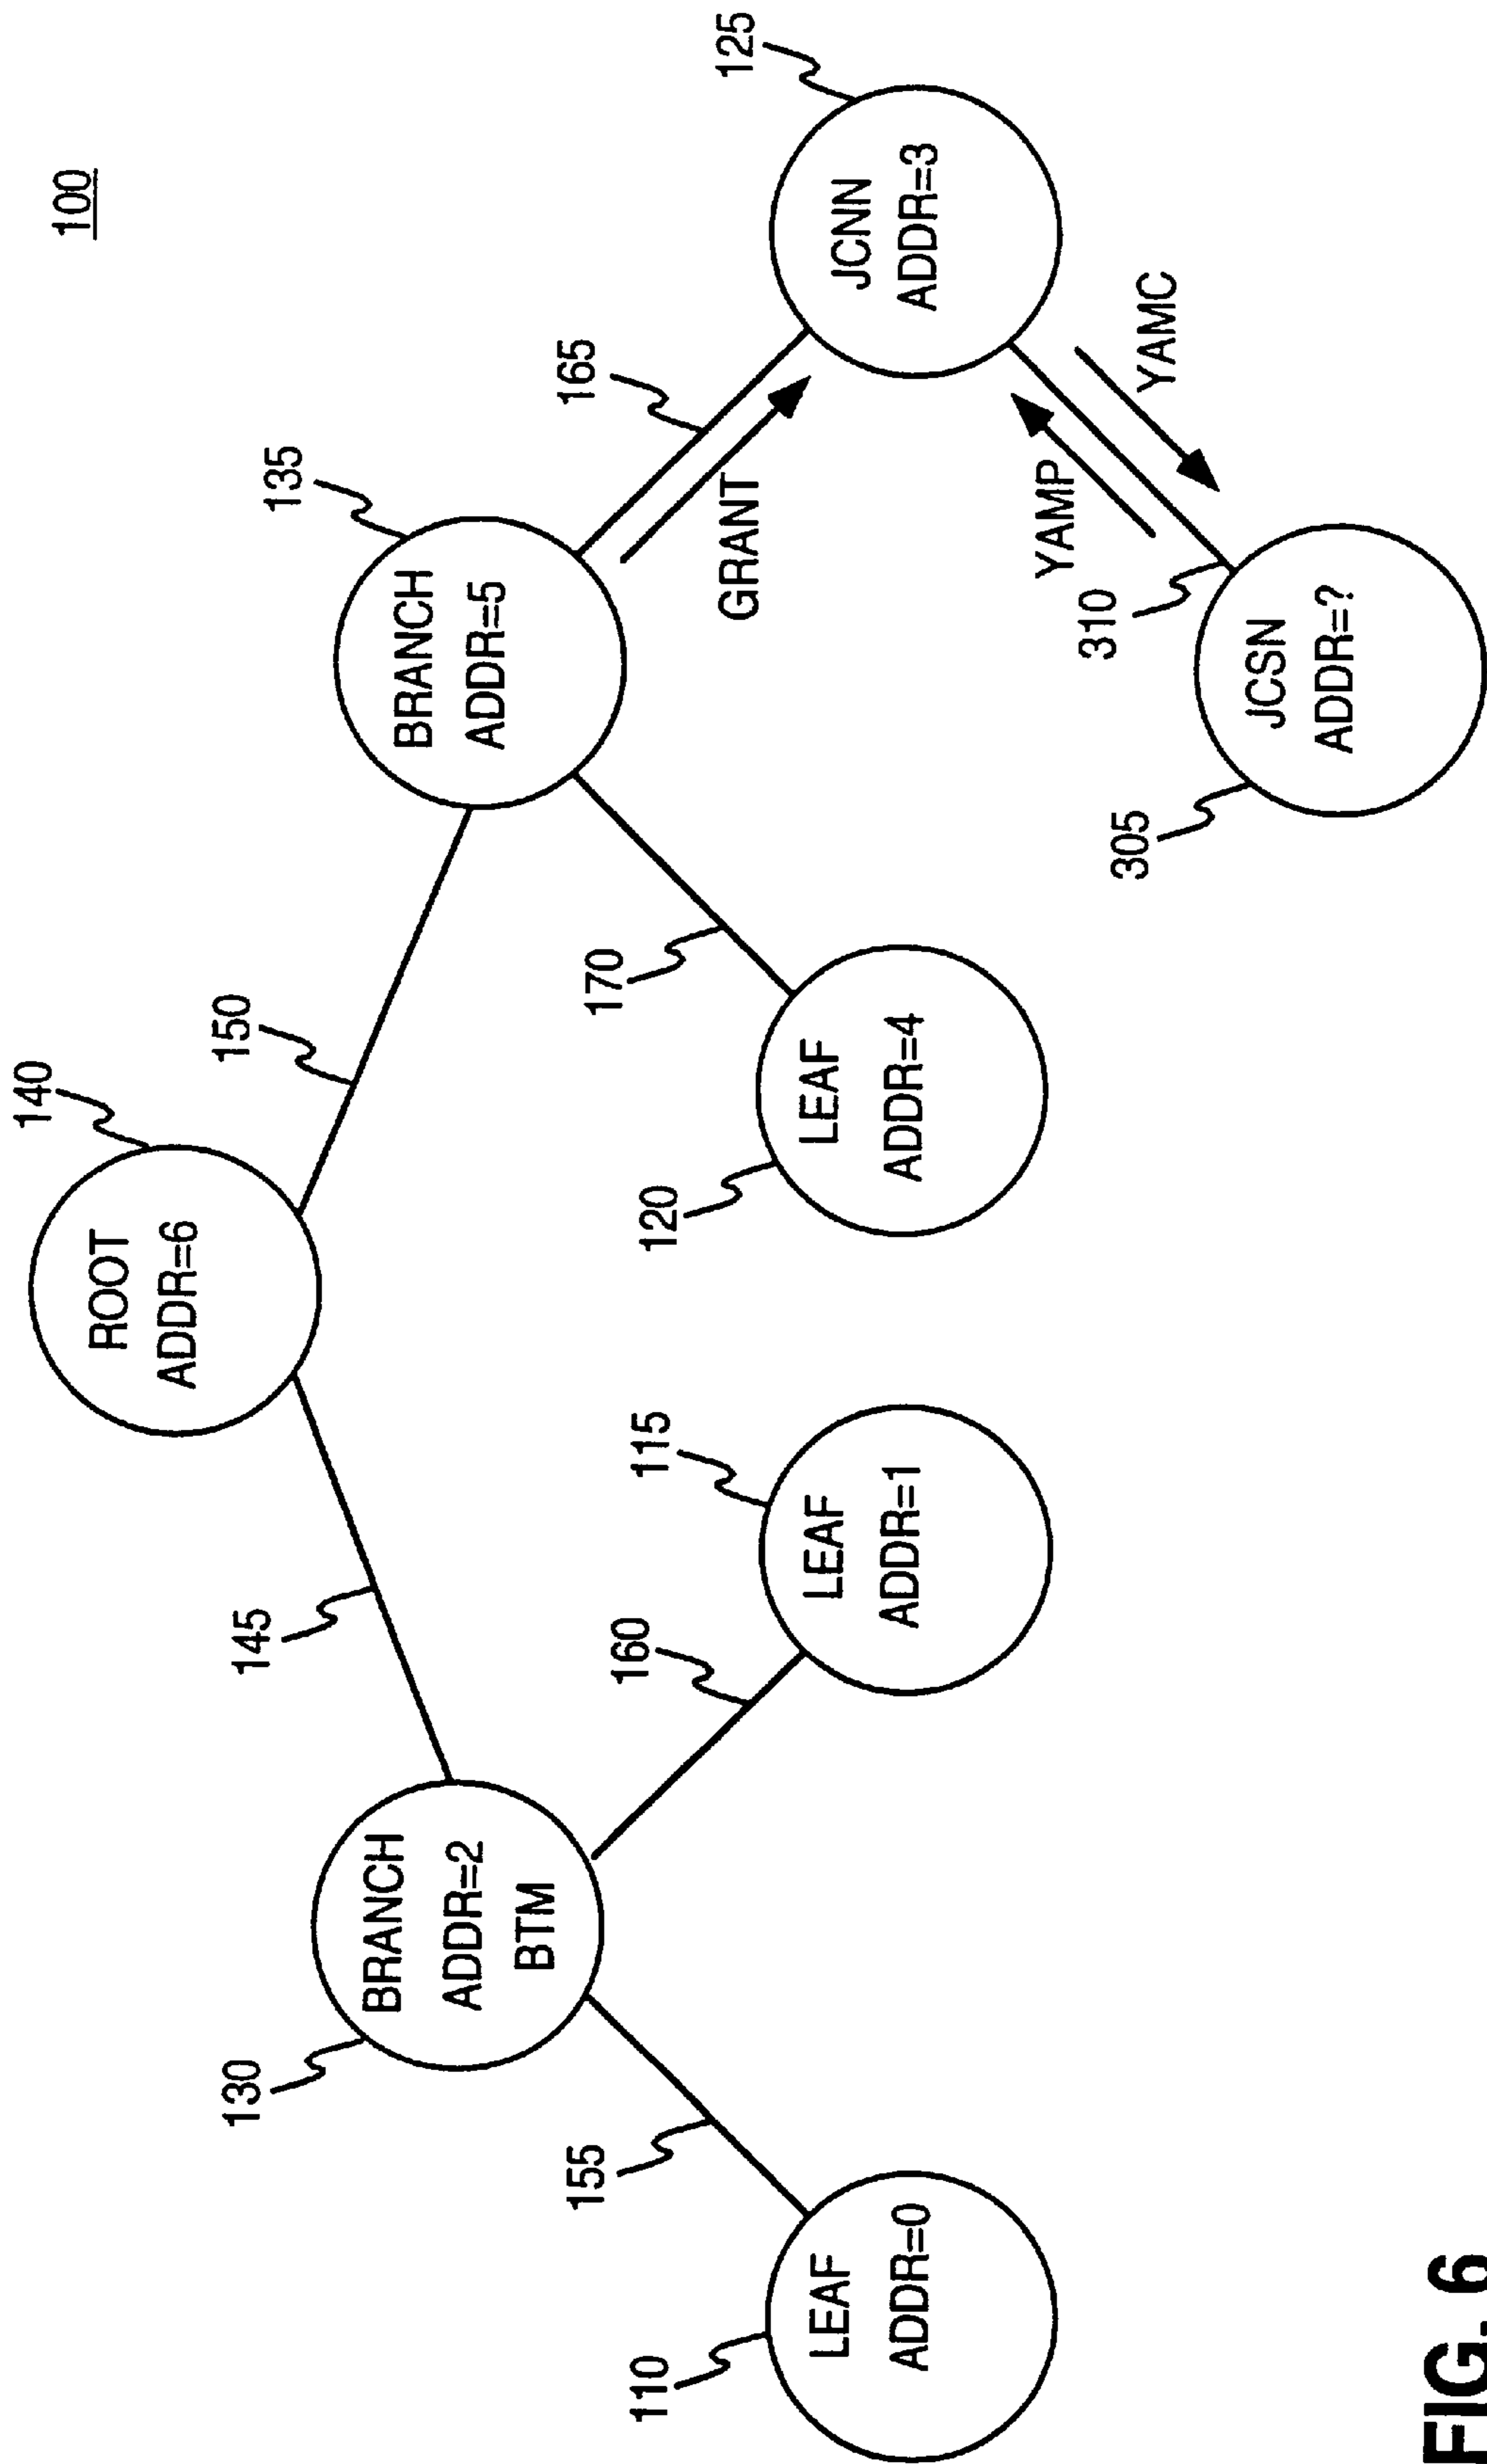 100
140
ROOT
ADDR=6
145
150
130
BRANCH
ADDR=2
BTM
135
BRANCH
ADDR=5
155
160
170
165
GRANT
110
LEAF
ADDR=0
115
LEAF
ADDR=1
120
LEAF
ADDR=4
125
JCNN
ADDR=3
YAMP
YAMC
310
305
JCSN
ADDR=?
FIG. 6